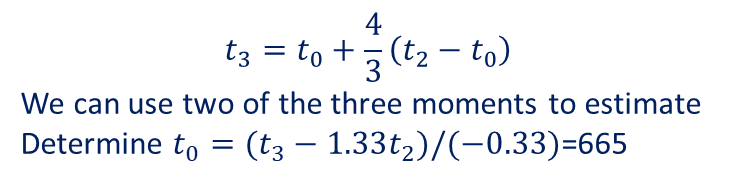 t₃ = t₀ + 4/3 (t₂ − t₀)
We can use two of the three moments to estimate
Determine t₀ = (t₃ − 1.33t₂)/(−0.33)=665